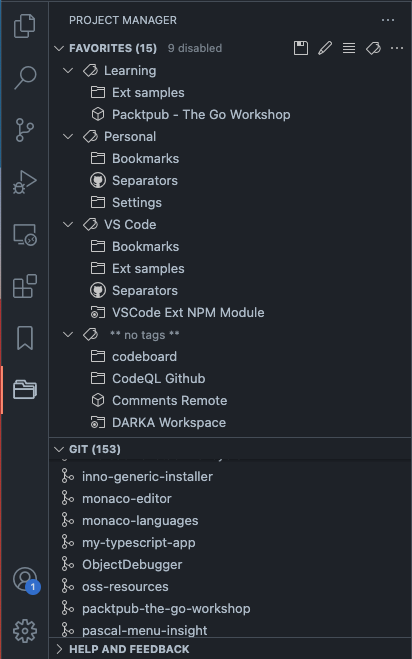 PROJECT MANAGER
FAVORITES (15) 9 disabled
Learning
Ext samples
Packtpub - The Go Workshop
Personal
Bookmarks
Separators
Settings
VS Code
Bookmarks
Ext samples
Separators
VSCode Ext NPM Module
** no tags **
codeboard
CodeQL Github
Comments Remote
DARKA Workspace
GIT (153)
inno-generic-installer
monaco-editor
monaco-languages
my-typescript-app
ObjectDebugger
oss-resources
packtpub-the-go-workshop
pascal-menu-insight
1
HELP AND FEEDBACK